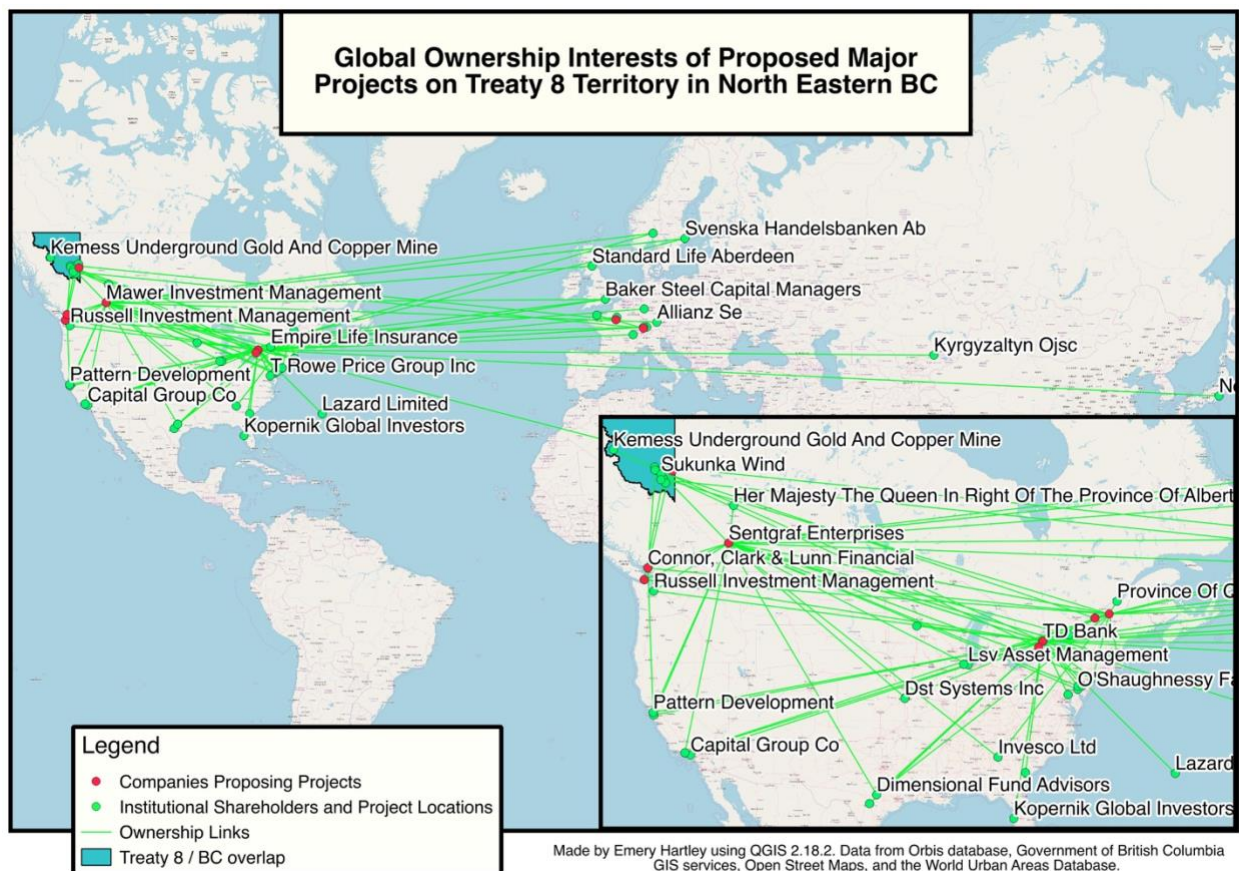 Global Ownership Interests of Proposed Major
Projects on Treaty 8 Territory in North Eastern BC
Svenska Handelsbanken Ab
Kemess Underground Gold And Copper Mine
Standard Life Aberdeen
Mawer Investment Management
Baker Steel Capital Managers
Russell Investment Management
Allianz Se
Empire Life Insurance
Kyrgyzaltyn Ojsc
Pattern Development
T Rowe Price Group Inc
Capital Group Co
Lazard Limited
No
Kopernik Global Investors
Kemess Underground Gold And Copper Mine
Sukunka Wind
Her Majesty The Queen In Right Of The Province Of Albert
Sentgraf Enterprises
Connor, Clark & Lunn Financial
Russell Investment Management
Province Of Q
TD Bank
Lsv Asset Management
Dst Systems Inc
O'Shaughnessy Fa
Pattern Development
Capital Group Co
Invesco Ltd
Lazard
Dimensional Fund Advisors
Kopernik Global Investors
Legend
Companies Proposing Projects
Institutional Shareholders and Project Locations
Ownership Links
Treaty 8 / BC overlap
Made by Emery Hartley using QGIS 2.18.2. Data from Orbis database, Government of British Columbia
GIS services, Open Street Maps, and the World Urban Areas Database.